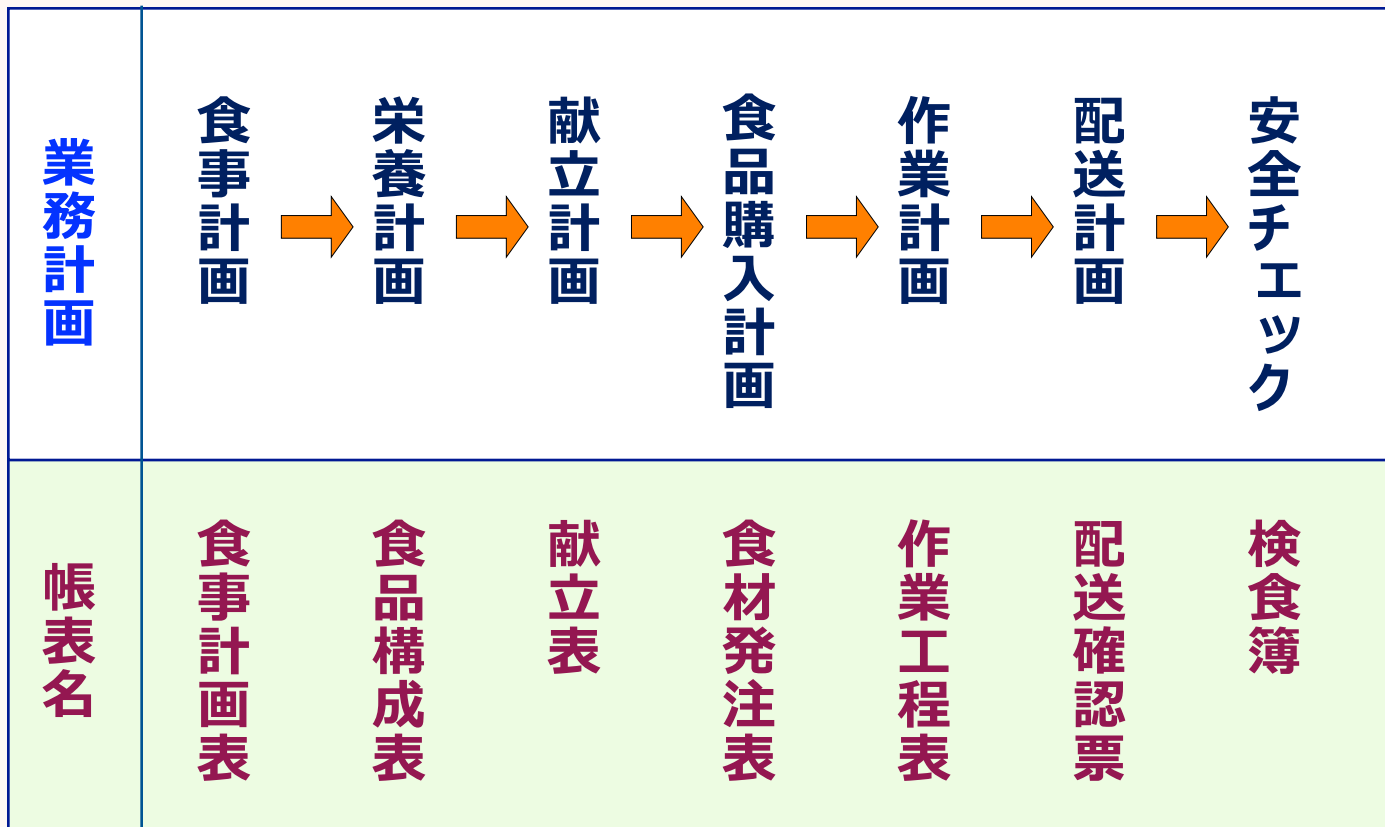 業務計画
食事計画
栄養計画
献立計画
食品購入計画
作業計画
配送計画
安全チェック
帳表名
食事計画表
食品構成表
献立表
食材発注表
作業工程表
配送確認票
検食簿